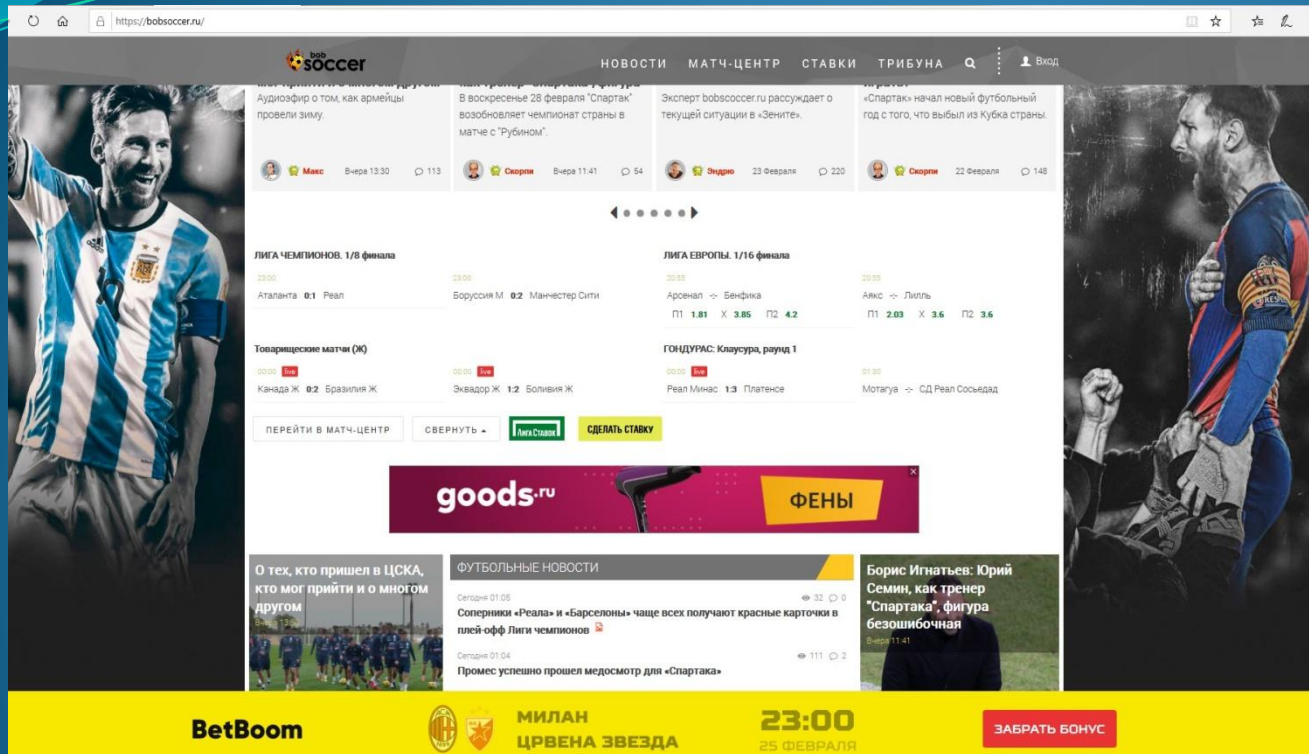 https://bobsoccer.ru/
bob
soccer
НОВОСТИ МАТЧ-ЦЕНТР СТАВКИ ТРИБУНА Вход
Аудиоэфир о том, как армейцы
провели зиму.
Макс Вчера 13:30 113
В воскресенье 28 февраля "Спартак"
возобновляет чемпионат страны в
матче с "Рубином".
Скорпи Вчера 11:41 54
Эксперт bobscoccer.ru рассуждает о
текущей ситуации в «Зените».
Эндрю 23 Февраля 220
«Спартак» начал новый футбольный
год с того, что выбыл из Кубка страны.
Скорпи 22 Февраля 148
ЛИГА ЧЕМПИОНОВ. 1/8 финала
23:00
Аталанта 0:1 Реал
23:00
Боруссия М 0:2 Манчестер Сити
ЛИГА ЕВРОПЫ. 1/16 финала
20:55
Арсенал -:- Бенфика
П1 1.81 X 3.85 П2 4.2
20:55
Аякс -:- Лилль
П1 2.03 X 3.6 П2 3.6
Товарищеские матчи (Ж)
00:00 live
Канада Ж 0:2 Бразилия Ж
00:00 live
Эквадор Ж 1:2 Боливия Ж
ГОНДУРАС: Клаусура, раунд 1
00:00 live
Реал Минас 1:3 Платенсе
01:30
Мотагуа -:- СД Реал Сосьедад
ПЕРЕЙТИ В МАТЧ-ЦЕНТР СВЕРНУТЬ ЛИГА СТАВОК СДЕЛАТЬ СТАВКУ
goods.ru ФЕНЫ
О тех, кто пришел в ЦСКА,
кто мог прийти и о многом
другом
Вчера 13:30
ФУТБОЛЬНЫЕ НОВОСТИ
Сегодня 01:05 32 0
Соперники «Реала» и «Барселоны» чаще всех получают красные карточки в
плей-офф Лиги чемпионов
Сегодня 01:04 111 2
Промес успешно прошел медосмотр для «Спартака»
Борис Игнатьев: Юрий
Семин, как тренер
"Спартака", фигура
безошибочная
Вчера 11:41
BetBoom
МИЛАН
ЦРВЕНА ЗВЕЗДА
23:00
25 ФЕВРАЛЯ
ЗАБРАТЬ БОНУС